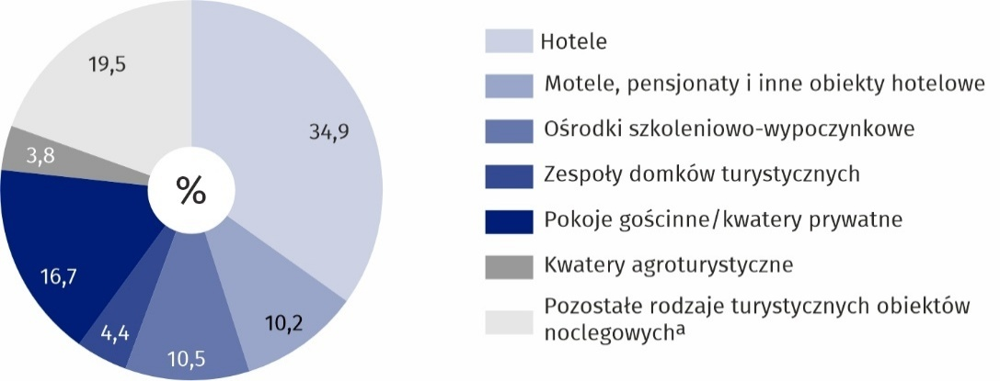 19,5
34,9
3,8
%
16,7
4,4
10,5
10,2
Hotele
Motele, pensjonaty i inne obiekty hotelowe
Ośrodki szkoleniowo-wypoczynkowe
Zespoły domków turystycznych
Pokoje gościnne/kwatery prywatne
Kwatery agroturystyczne
Pozostałe rodzaje turystycznych obiektów
noclegowychª